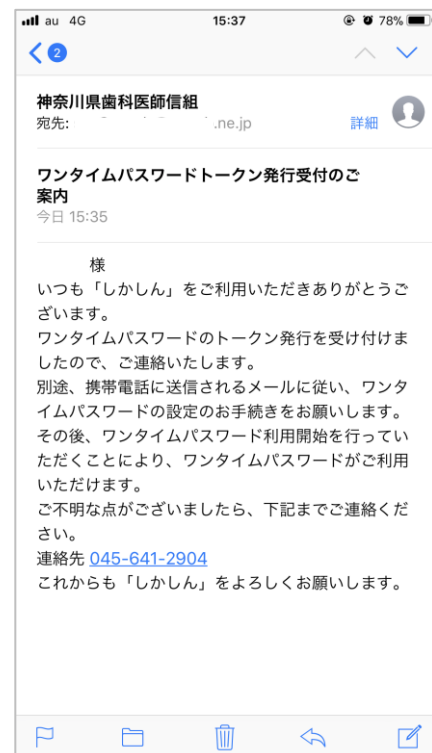 au 4G 15:37 78%
2
神奈川県歯科医師信組
宛先: .ne.jp 詳細
ワンタイムパスワードトークン発行受付のご
案内
今日 15:35
様
いつも「しかしん」をご利用いただきありがとうご
ざいます。
ワンタイムパスワードのトークン発行を受け付けま
したので、ご連絡いたします。
別途、携帯電話に送信されるメールに従い、ワンタ
イムパスワードの設定のお手続きをお願いします。
その後、ワンタイムパスワード利用開始を行ってい
ただくことにより、ワンタイムパスワードがご利用
いただけます。
ご不明な点がございましたら、下記までご連絡くだ
さい。
連絡先 045-641-2904
これからも「しかしん」をよろしくお願いします。